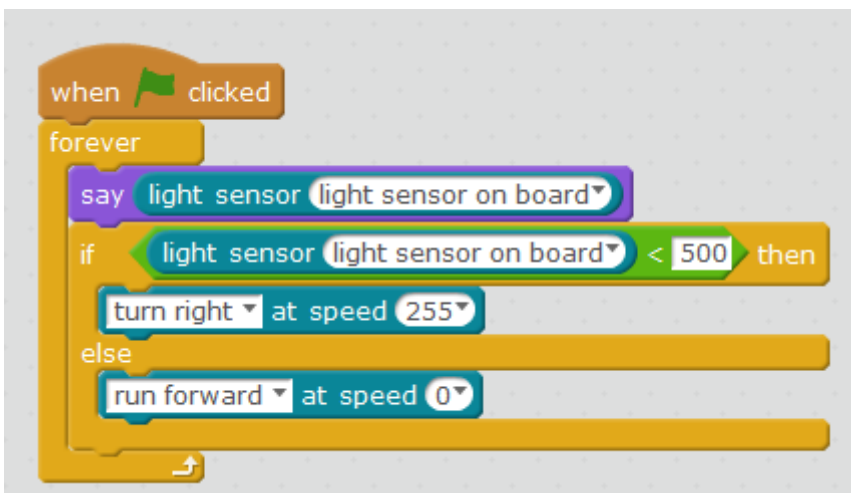 when clicked
forever
say light sensor light sensor on board
if light sensor light sensor on board < 500 then
turn right at speed 255
else
run forward at speed 0